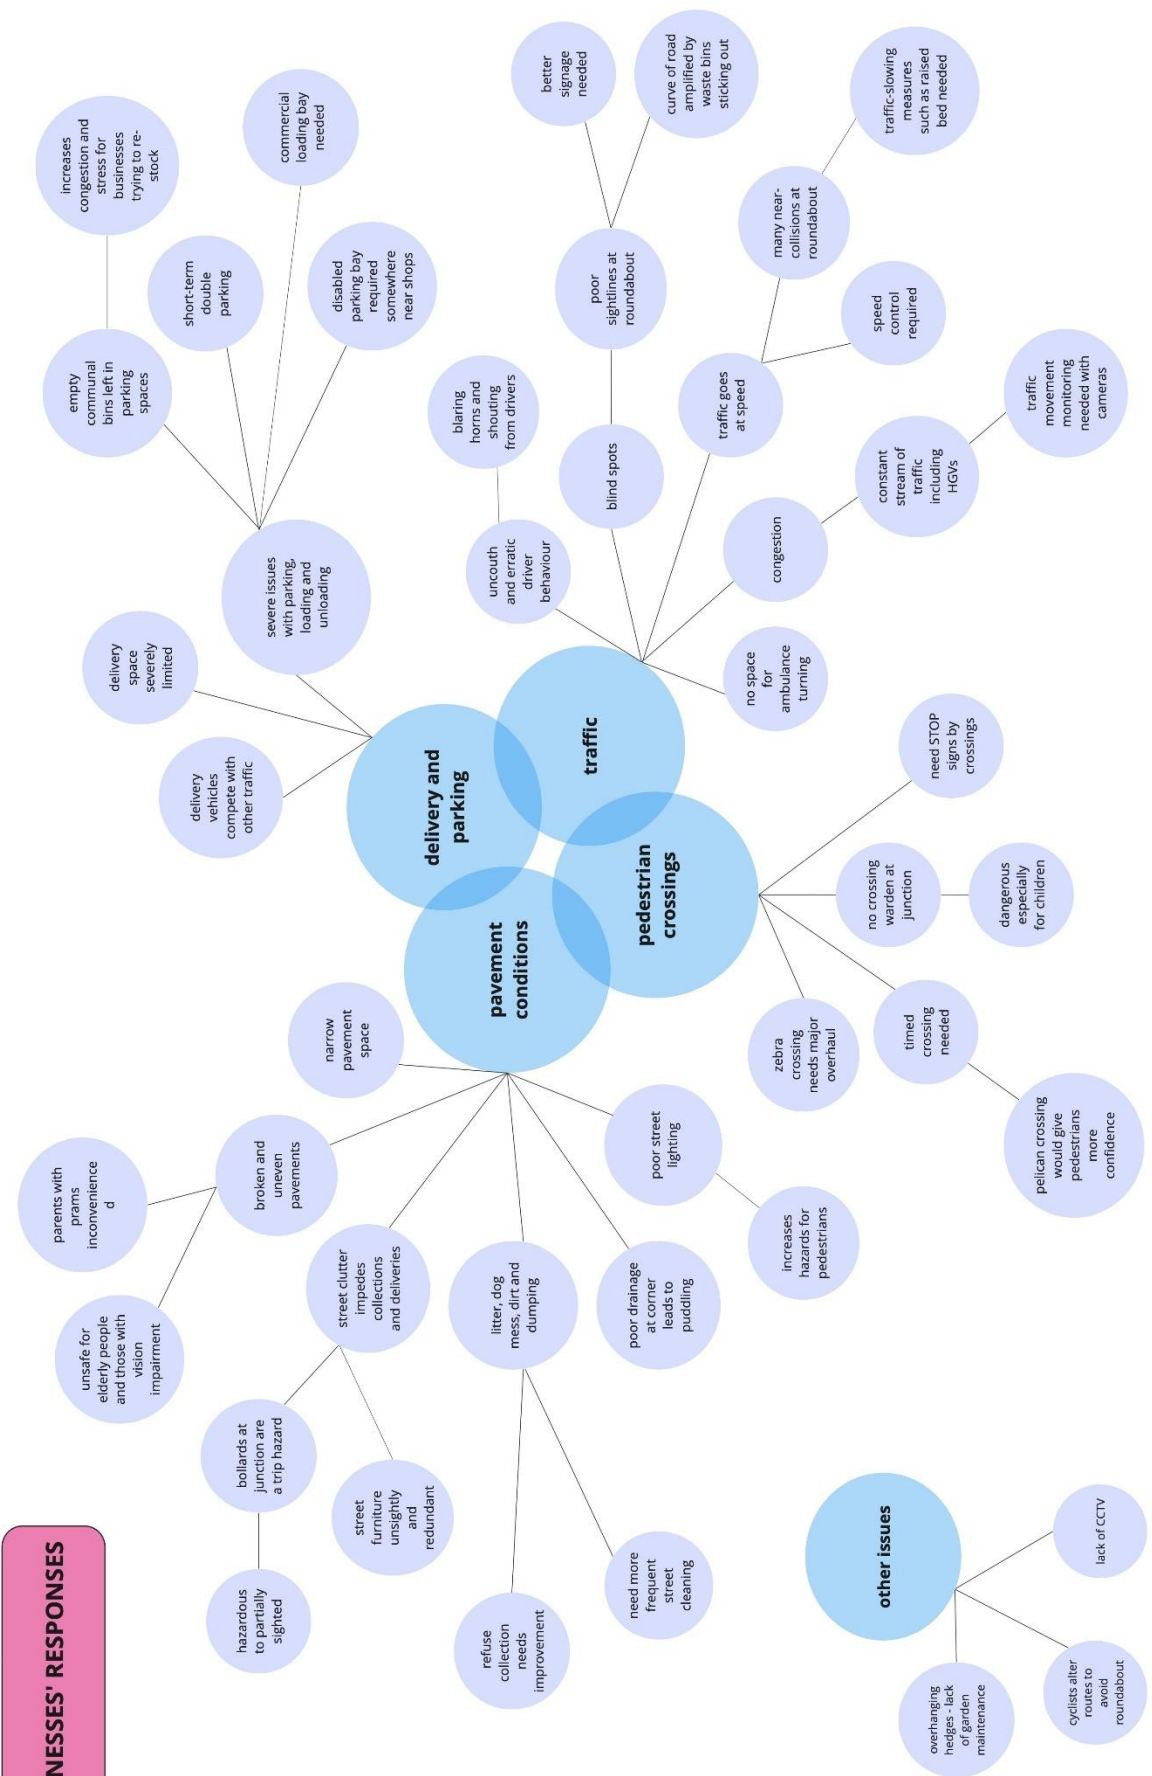 NESSES' RESPONSES
pavement
conditions
narrow
pavement
space
broken and
uneven
pavements
parents with
prams
inconvenience
d
unsafe for
elderly people
and those with
vision
impairment
street clutter
impedes
collections
and deliveries
bollards at
junction are
a trip hazard
hazardous
to partially
sighted
street
furniture
unsightly
and
redundant
litter, dog
mess, dirt and
dumping
refuse
collection
needs
improvement
need more
frequent
street
cleaning
poor drainage
at corner
leads to
puddling
poor street
lighting
increases
hazards for
pedestrians
delivery and
parking
delivery
vehicles
compete with
other traffic
delivery
space
severely
limited
severe issues
with parking,
loading and
unloading
empty
communal
bins left in
parking
spaces
increases
congestion and
stress for
businesses
trying to re-
stock
short-term
double
parking
commercial
loading bay
needed
disabled
parking bay
required
somewhere
near shops
traffic
uncouth
and erratic
driver
behaviour
blaring
horns and
shouting
from drivers
blind spots
poor
sightlines at
roundabout
better
signage
needed
curve of road
amplified by
waste bins
sticking out
traffic goes
at speed
many near-
collisions at
roundabout
traffic-slowing
measures
such as raised
bed needed
speed
control
required
congestion
constant
stream of
traffic
including
HGVs
traffic
movement
monitoring
needed with
cameras
no space
for
ambulance
turning
pedestrian
crossings
zebra
crossing
needs major
overhaul
timed
crossing
needed
pelican crossing
would give
pedestrians
more
confidence
no crossing
warden at
junction
dangerous
especially
for children
need STOP
signs by
crossings
other issues
overhanging
hedges - lack
of garden
maintenance
cyclists alter
routes to
avoid
roundabout
lack of CCTV